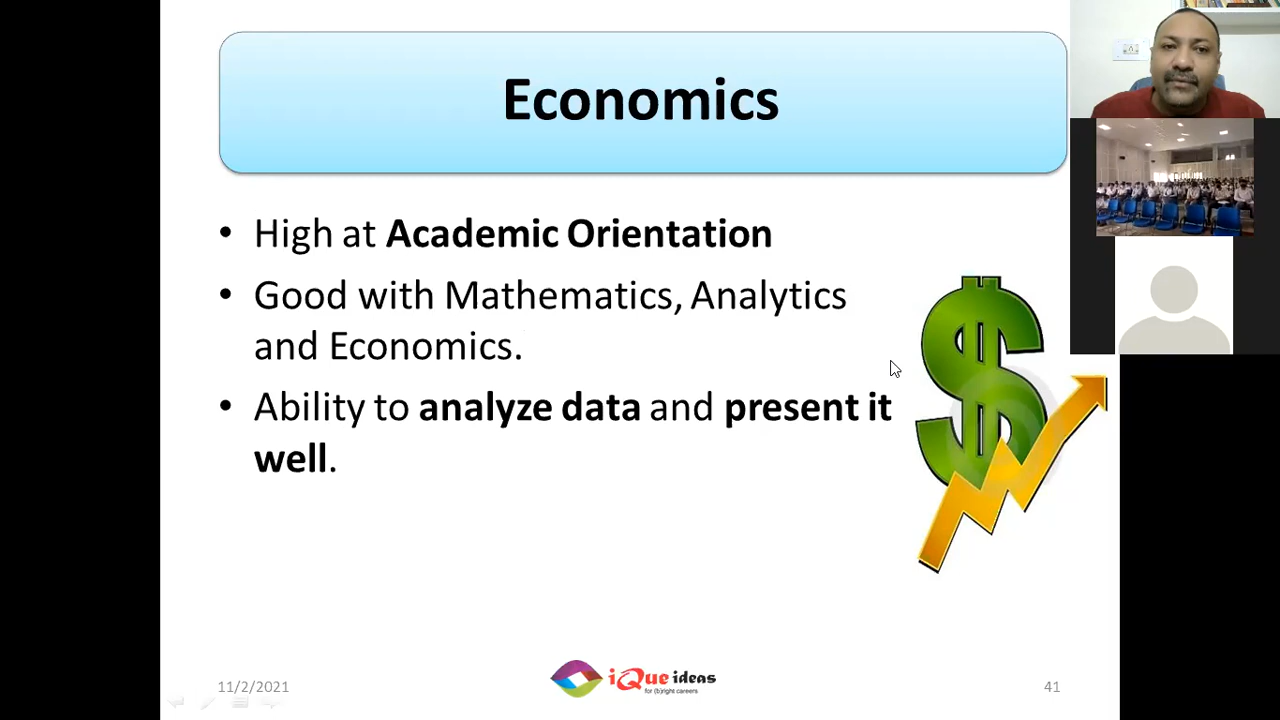 Economics
• High at Academic Orientation
• Good with Mathematics, Analytics
and Economics.
• Ability to analyze data and present it
well.
11/2/2021
iQue ideas
for (b)right careers
41